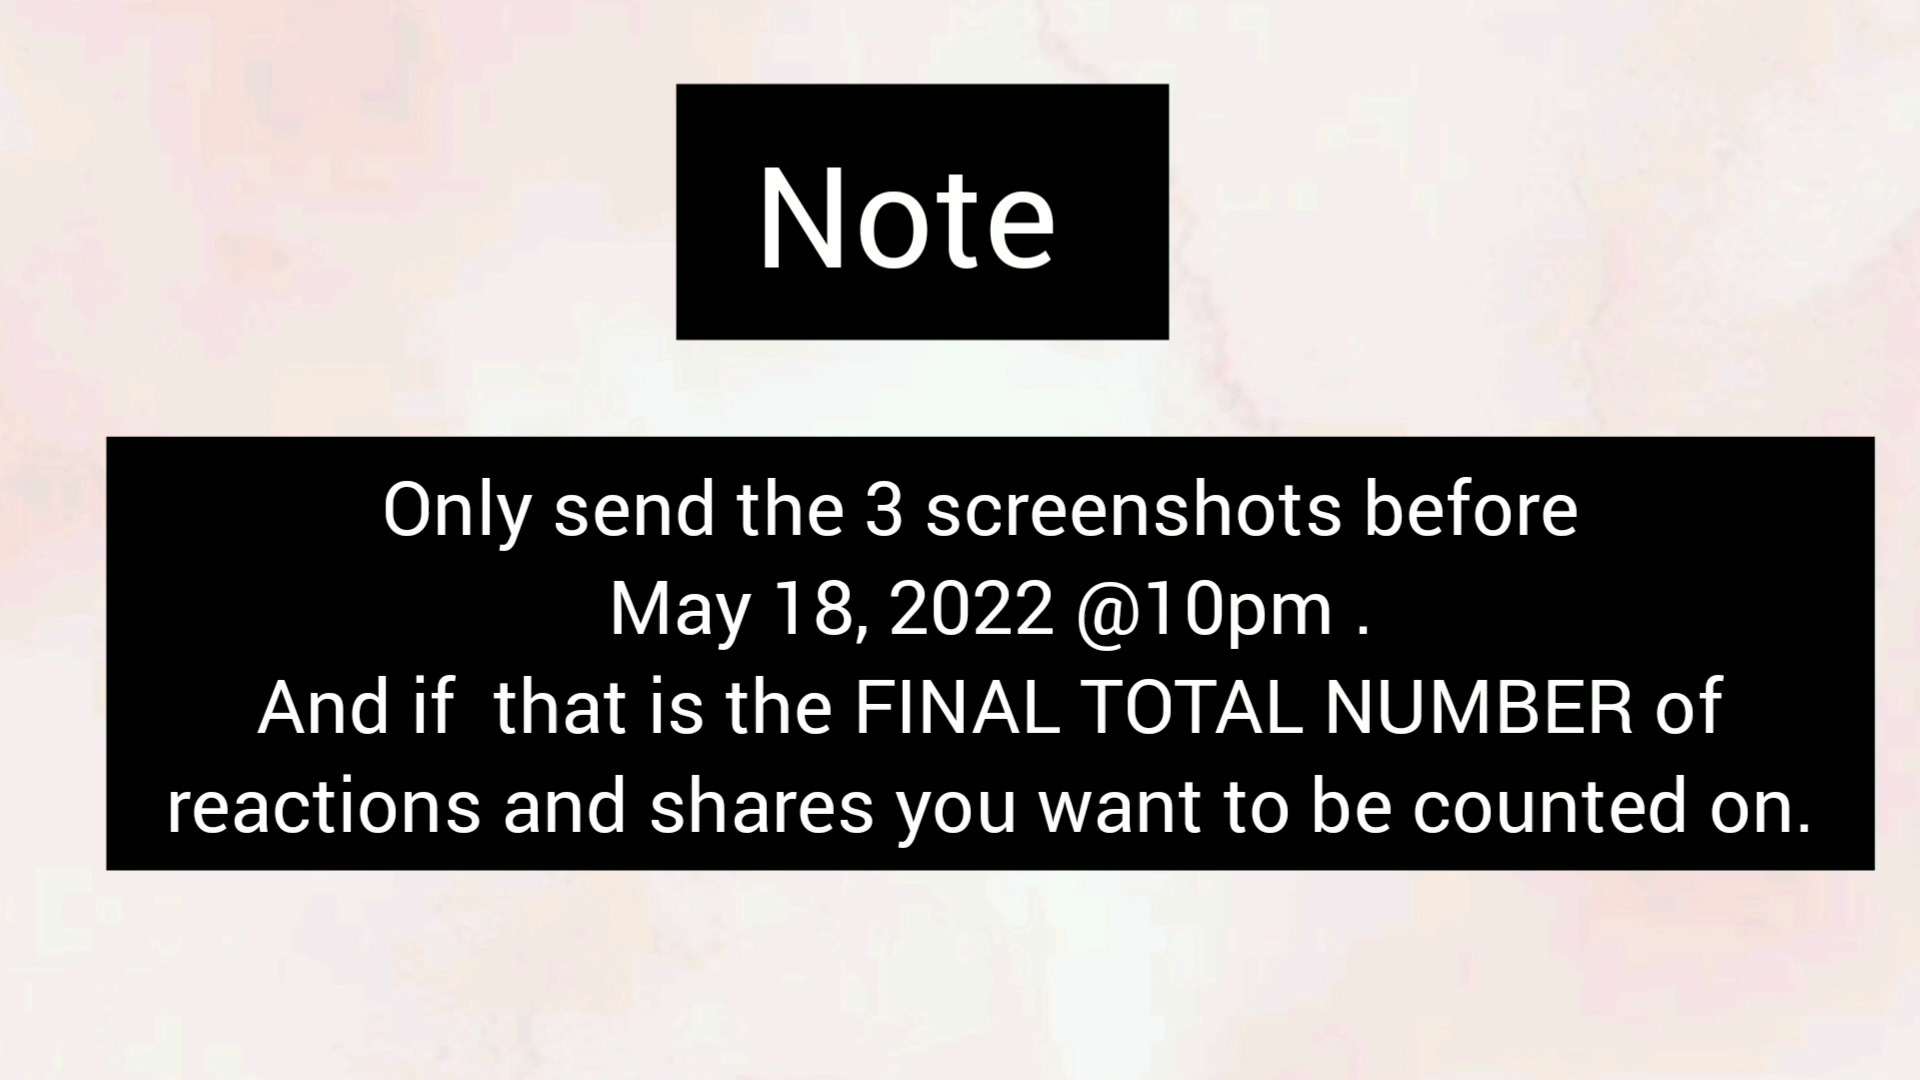 Note
Only send the 3 screenshots before
May 18, 2022 @10pm .
And if  that is the FINAL TOTAL NUMBER of
reactions and shares you want to be counted on.